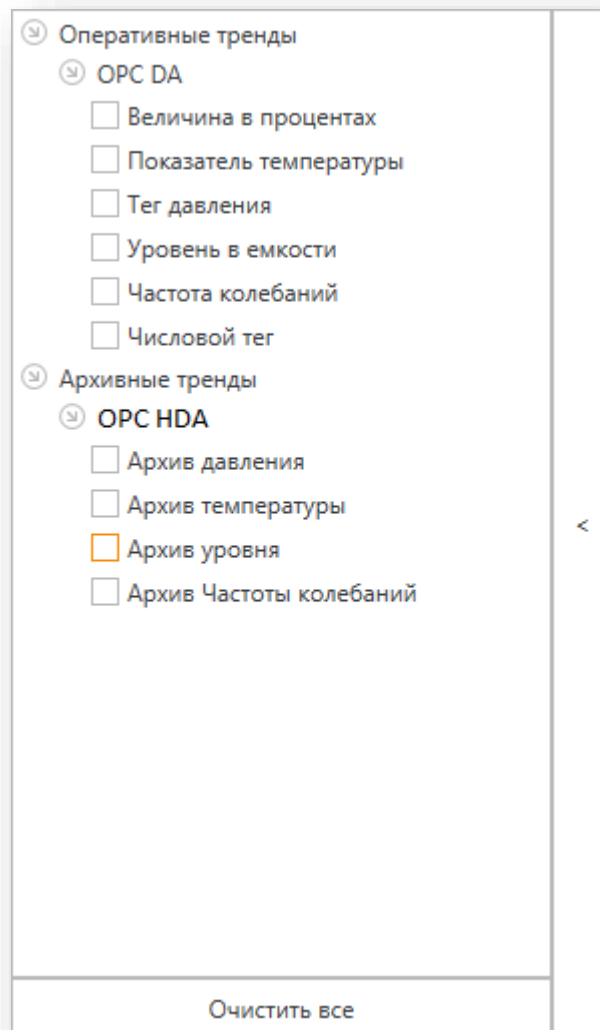 Оперативные тренды
OPC DA
Величина в процентах
Показатель температуры
Тег давления
Уровень в емкости
Частота колебаний
Числовой тег
Архивные тренды
OPC HDA
Архив давления
Архив температуры
Архив уровня
Архив Частоты колебаний
<
Очистить все